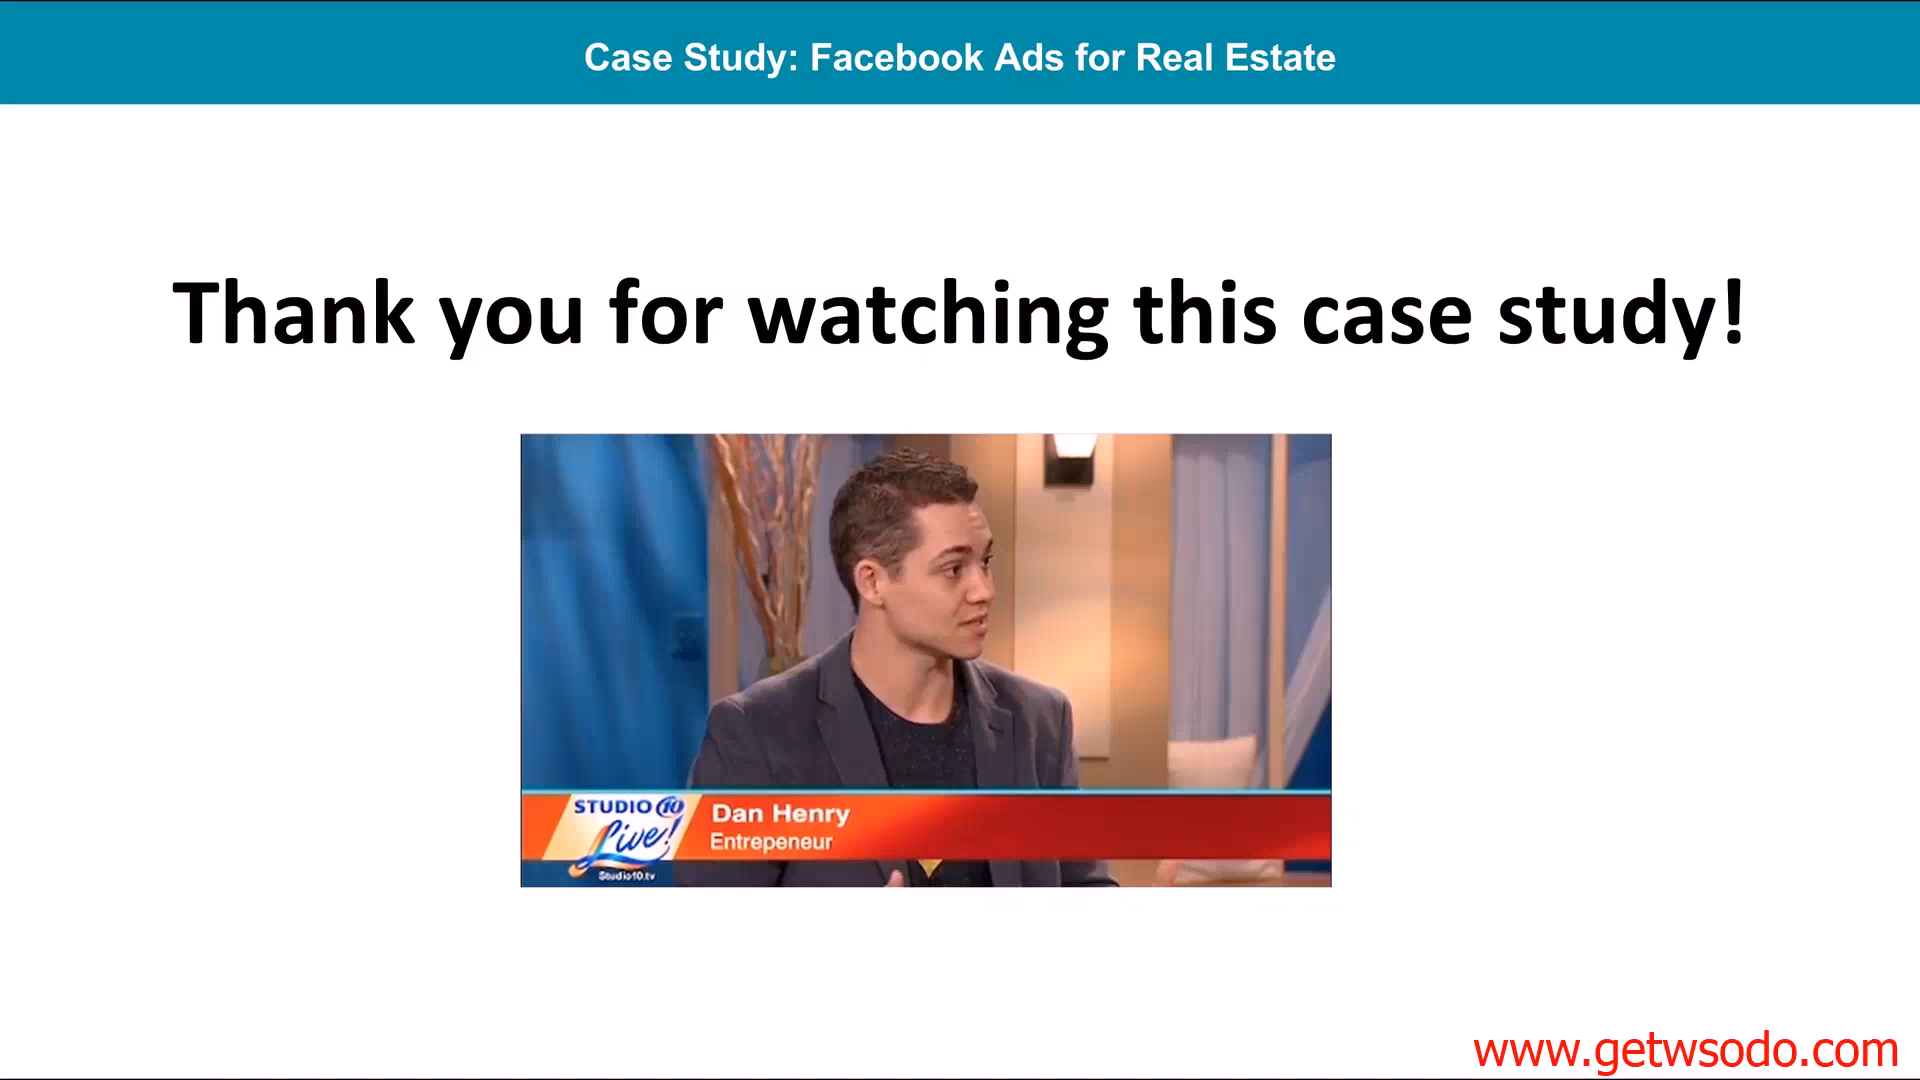 Case Study: Facebook Ads for Real Estate
Thank you for watching this case study!
STUDIO 10
Live!
Studio10.tv
Dan Henry
Entrepeneur
www.getwsodo.com